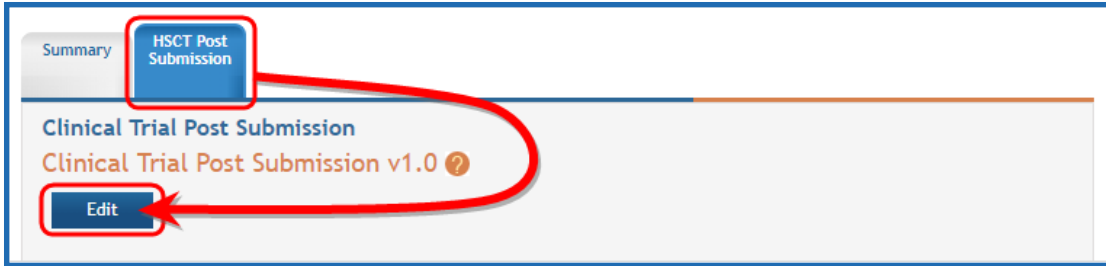 Summary
HSCT Post
Submission
Clinical Trial Post Submission
Clinical Trial Post Submission v1.0 ?
Edit